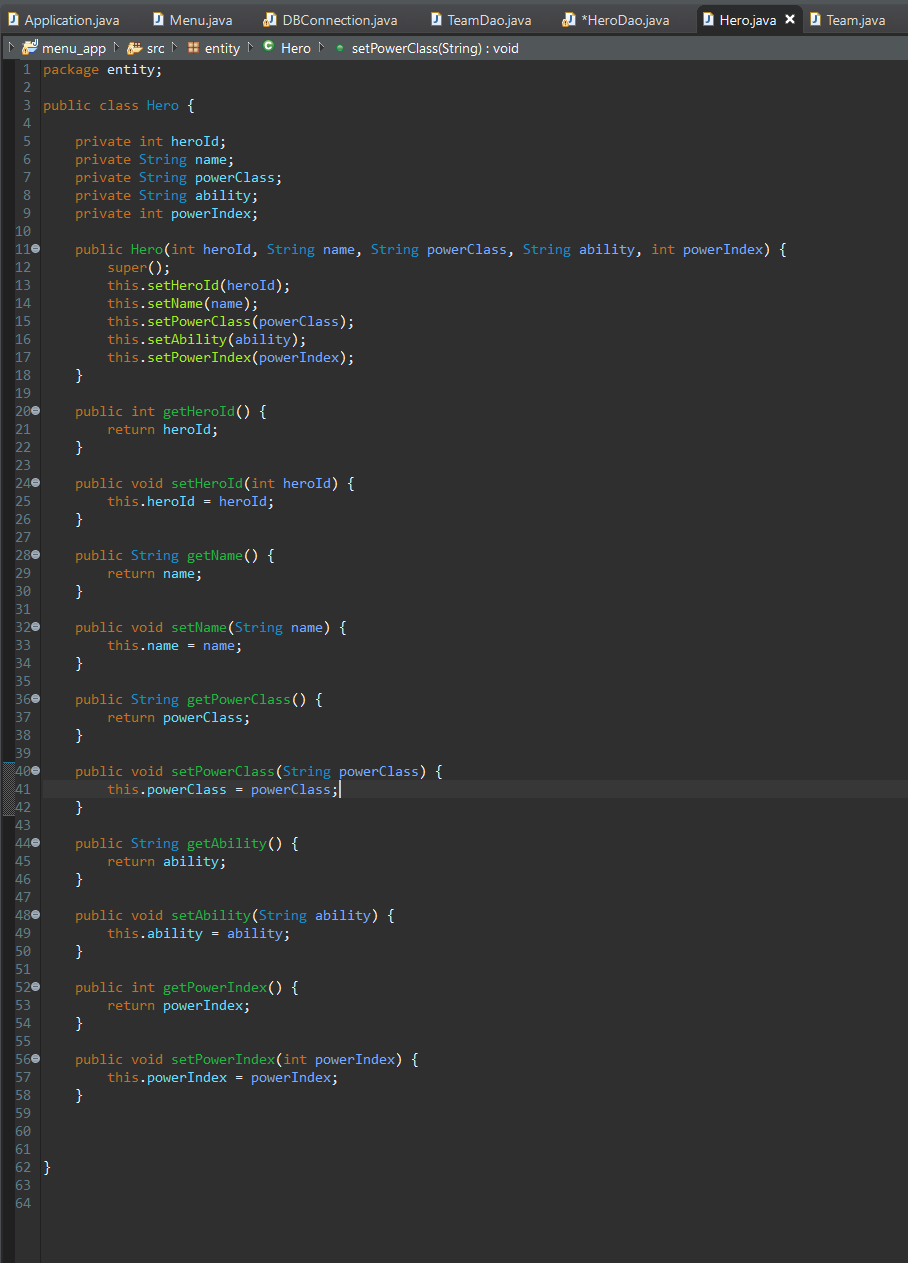 Application.java Menu.java DBConnection.java TeamDao.java *HeroDao.java Hero.java Team.java
menu_app src entity Hero setPowerClass(String) : void
1 package entity;
2
3 public class Hero {
4
5     private int heroId;
6     private String name;
7     private String powerClass;
8     private String ability;
9     private int powerIndex;
10
11     public Hero(int heroId, String name, String powerClass, String ability, int powerIndex) {
12         super();
13         this.setHeroId(heroId);
14         this.setName(name);
15         this.setPowerClass(powerClass);
16         this.setAbility(ability);
17         this.setPowerIndex(powerIndex);
18     }
19
20     public int getHeroId() {
21         return heroId;
22     }
23
24     public void setHeroId(int heroId) {
25         this.heroId = heroId;
26     }
27
28     public String getName() {
29         return name;
30     }
31
32     public void setName(String name) {
33         this.name = name;
34     }
35
36     public String getPowerClass() {
37         return powerClass;
38     }
39
40     public void setPowerClass(String powerClass) {
41         this.powerClass = powerClass;
42     }
43
44     public String getAbility() {
45         return ability;
46     }
47
48     public void setAbility(String ability) {
49         this.ability = ability;
50     }
51
52     public int getPowerIndex() {
53         return powerIndex;
54     }
55
56     public void setPowerIndex(int powerIndex) {
57         this.powerIndex = powerIndex;
58     }
59
60
61
62 }
63
64